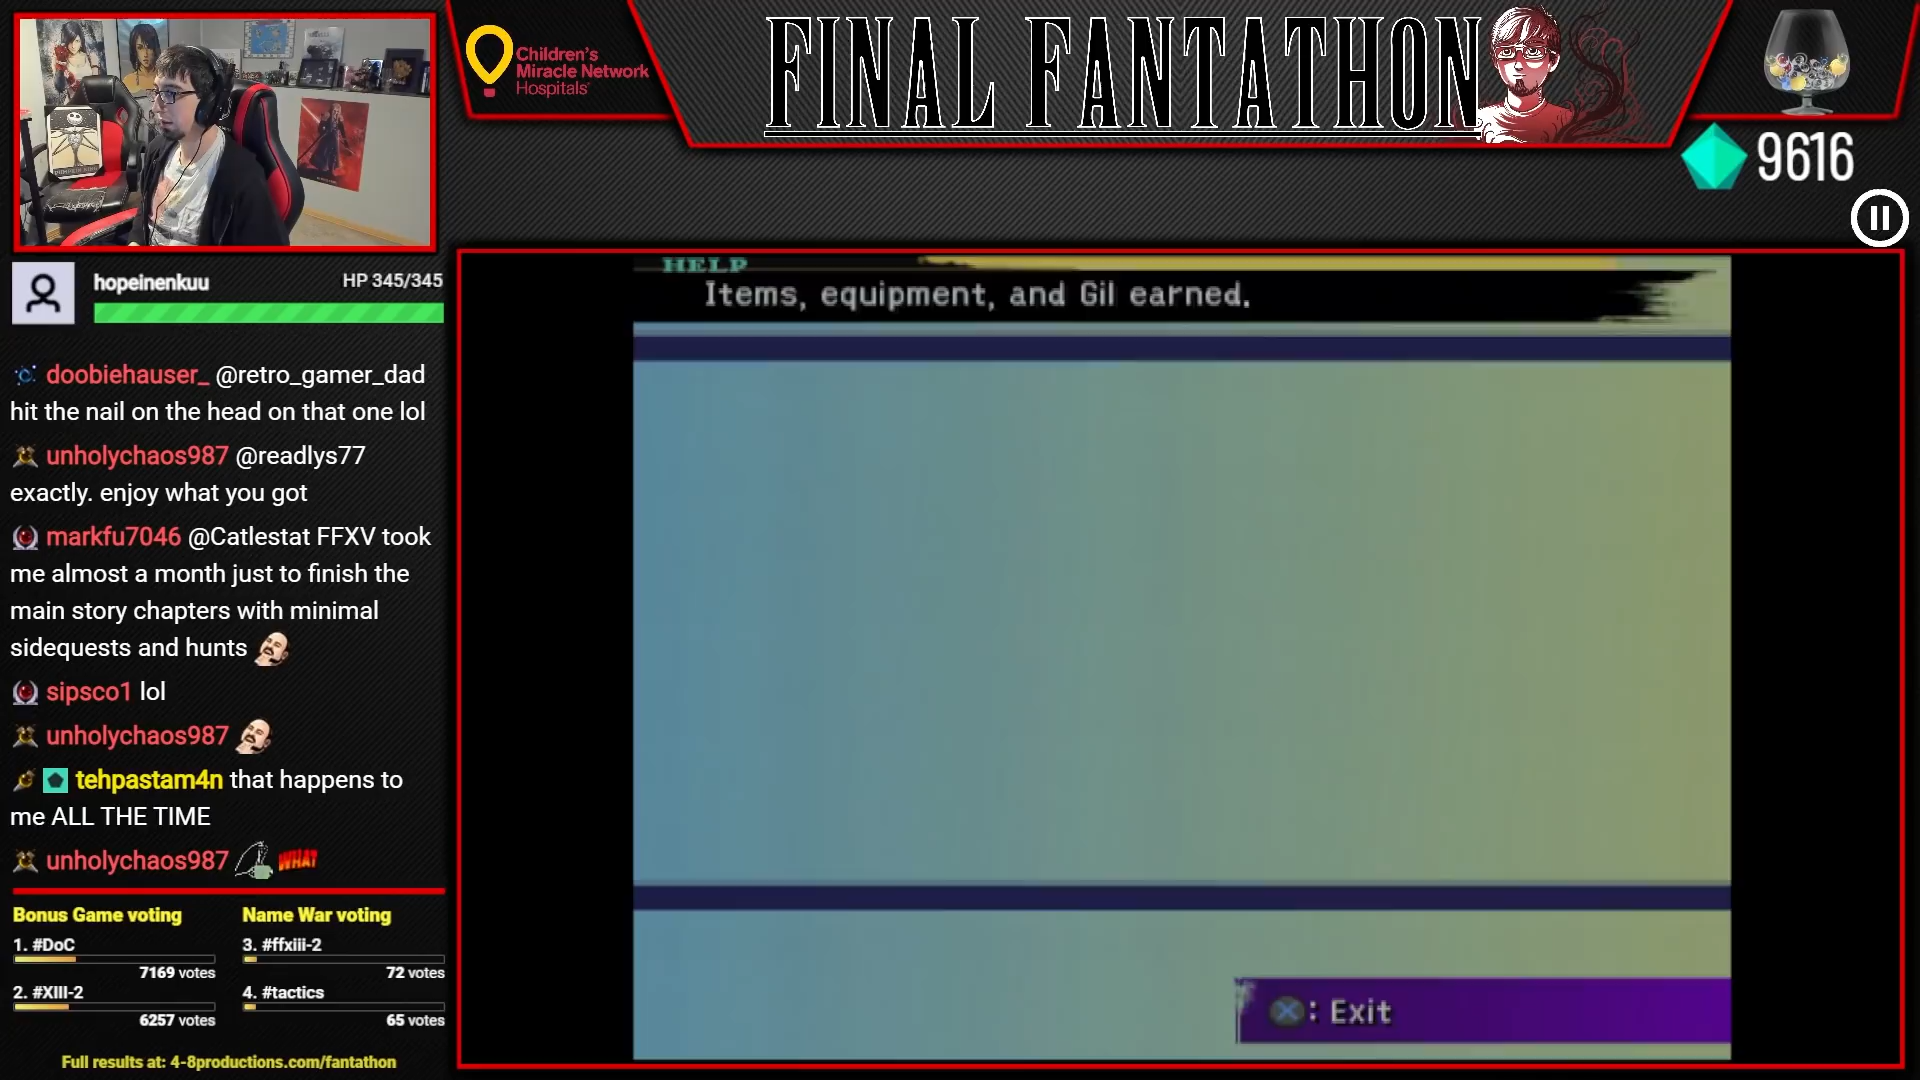 Children's
Miracle Network
Hospitals
FINAL FANTATHON
9616
hopeinenkuu
HP 345/345
doobiehauser_ @retro_gamer_dad
hit the nail on the head on that one lol
unholychaos987 @readlys77
exactly. enjoy what you got
markfu7046 @Catlestat FFXV took
me almost a month just to finish the
main story chapters with minimal
sidequests and hunts
sipsco1 lol
unholychaos987
tehpastam4n that happens to
me ALL THE TIME
unholychaos987 WHAT
Bonus Game voting
1. #DoC
7169 votes
2. #XIII-2
6257 votes
Name War voting
3. #ffxiii-2
72 votes
4. #tactics
65 votes
Full results at: 4-8productions.com/fantathon
HELP
Items, equipment, and Gil earned.
: Exit